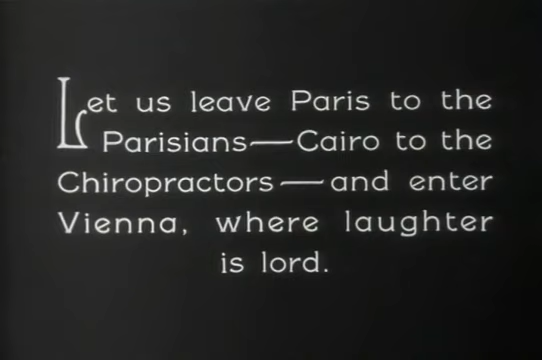 Let us leave Paris to the
Parisians—Cairo to the
Chiropractors—and enter
Vienna, where laughter
is lord.